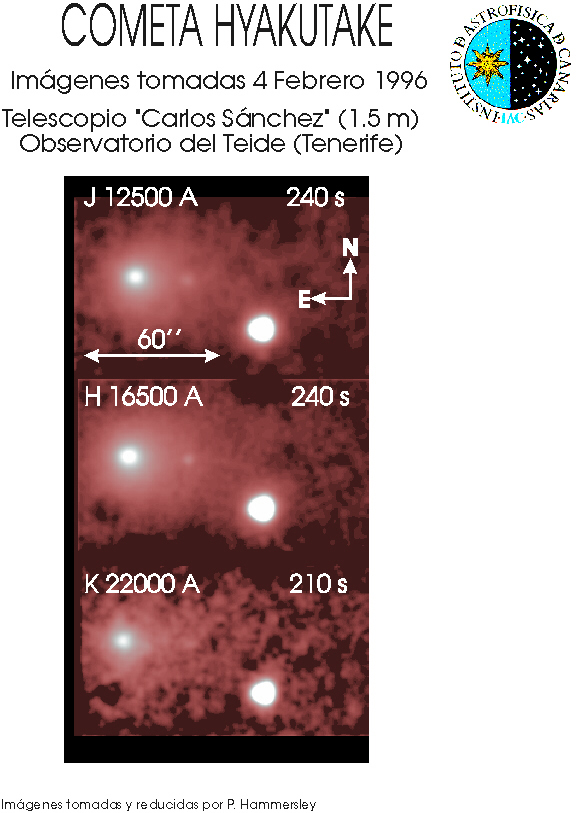 COMETA HYAKUTAKE
INSTITUTO DE ASTROFISICA DE CANARIAS
IAC
Imágenes tomadas 4 Febrero 1996
Telescopio "Carlos Sánchez" (1.5 m)
Observatorio del Teide (Tenerife)
J 12500 A 240 s
N
E
60’’
H 16500 A 240 s
K 22000 A 210 s
Imágenes tomadas y reducidas por P. Hammersley